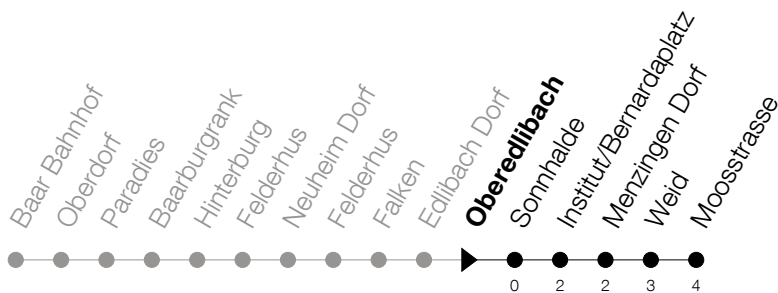 Baar Bahnhof
Oberdorf
Paradies
Baarburgrank
Hinterburg
Felderhus
Neuheim Dorf
Felderhus
Falken
Edlibach Dorf
Oberedlibach
Sonnhalde
Institut/Bernardaplatz
Menzingen Dorf
Weid
Moosstrasse
0 2 2 3 4